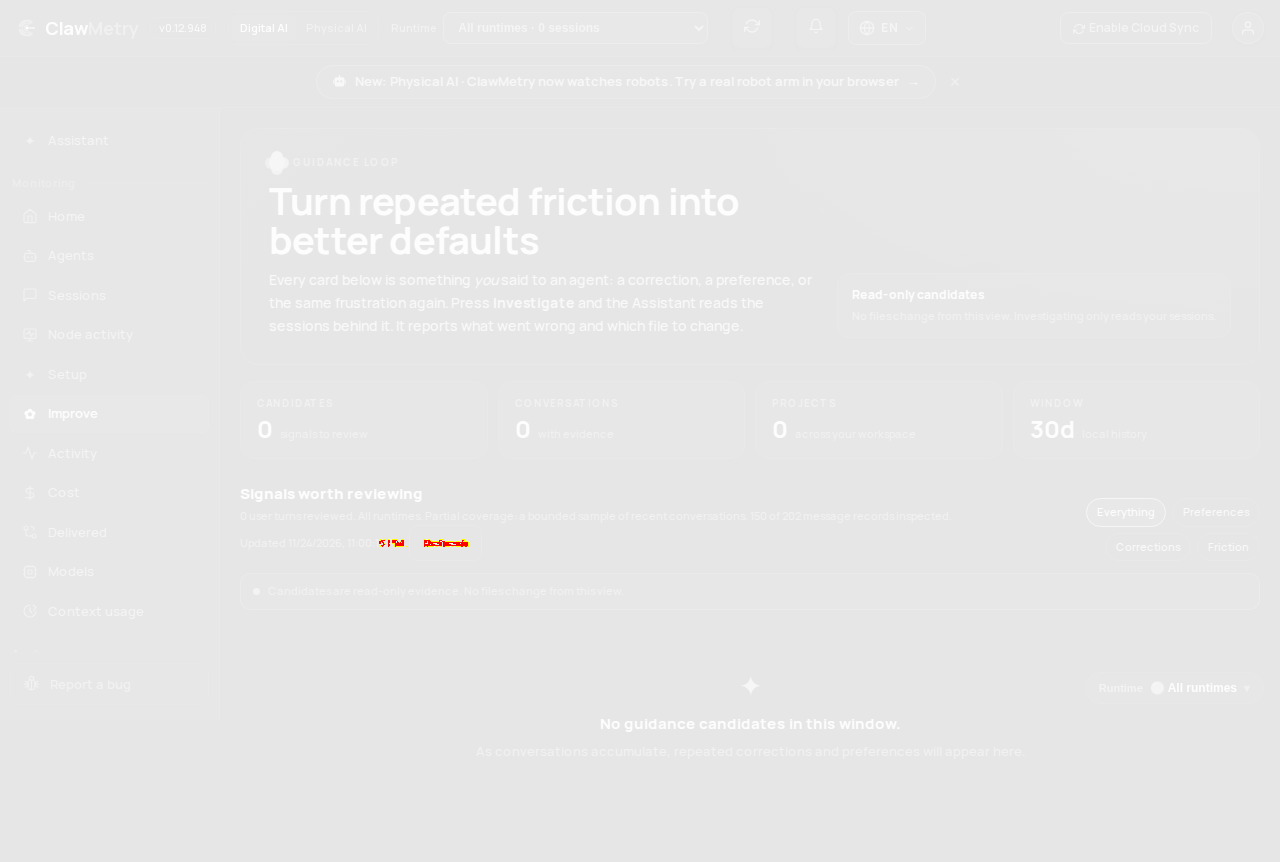 ClawMetry v0.12.948 Digital AI Physical AI Runtime All runtimes - 0 sessions EN Enable Cloud Sync
New: Physical AI · ClawMetry now watches robots. Try a real robot arm in your browser → ×
Assistant
Monitoring
Home
Agents
Sessions
Node activity
Setup
Improve
Activity
Cost
Delivered
Models
Context usage
Report a bug
GUIDANCE LOOP
Turn repeated friction into
better defaults
Every card below is something you said to an agent: a correction, a preference, or
the same frustration again. Press Investigate and the Assistant reads the
sessions behind it. It reports what went wrong and which file to change.
Read-only candidates
No files change from this view. Investigating only reads your sessions.
CANDIDATES
0 signals to review
CONVERSATIONS
0 with evidence
PROJECTS
0 across your workspace
WINDOW
30d local history
Signals worth reviewing
0 user turns reviewed. All runtimes. Partial coverage: a bounded sample of recent conversations. 150 of 202 message records inspected.
Updated 11/24/2026, 11:00:
Everything Preferences
Corrections Friction
Candidates are read-only evidence. No files change from this view.
Runtime All runtimes
No guidance candidates in this window.
As conversations accumulate, repeated corrections and preferences will appear here.